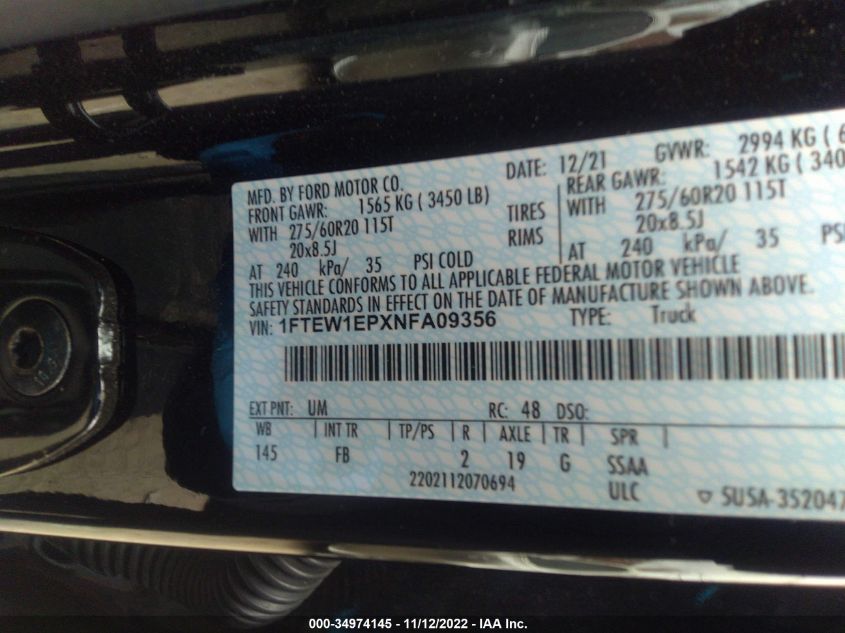 MFD. BY FORD MOTOR CO. DATE: 12/21 GVWR: 2994 KG ( 6
FRONT GAWR: 1565 KG ( 3450 LB) REAR GAWR: 1542 KG ( 340
WITH 275/60R20 115T TIRES WITH 275/60R20 115T
20x8.5J RIMS 20x8.5J
AT 240 kPa/ 35 PSI COLD AT 240 kPa/ 35 PSI
THIS VEHICLE CONFORMS TO ALL APPLICABLE FEDERAL MOTOR VEHICLE
SAFETY STANDARDS IN EFFECT ON THE DATE OF MANUFACTURE SHOWN ABOVE.
VIN: 1FTEW1EPXNFA09356 TYPE: Truck
EXT PNT: UM RC: 48 DSO:
WB | INT TR | TP/PS | R | AXLE | TR | SPR |
145 FB 2 19 G SSAA
2202112070694 ULC SUSA-352047
000-34974145 - 11/12/2022 - IAA Inc.